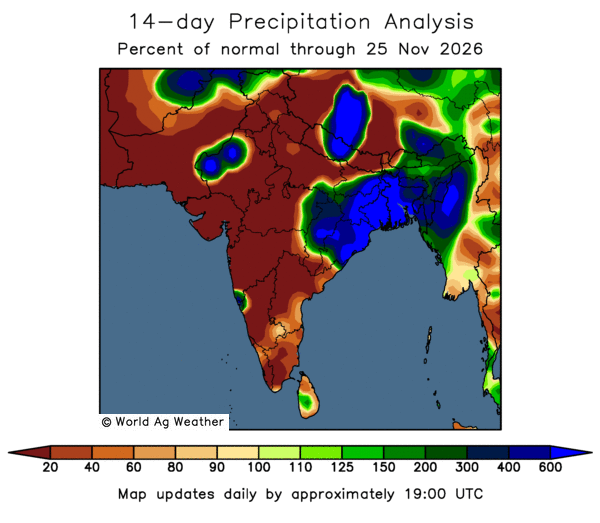 14-day Precipitation Analysis
Percent of normal through 25 Nov 2026
© World Ag Weather
20 40 60 80 90 100 110 125 150 200 300 400 600
Map updates daily by approximately 19:00 UTC